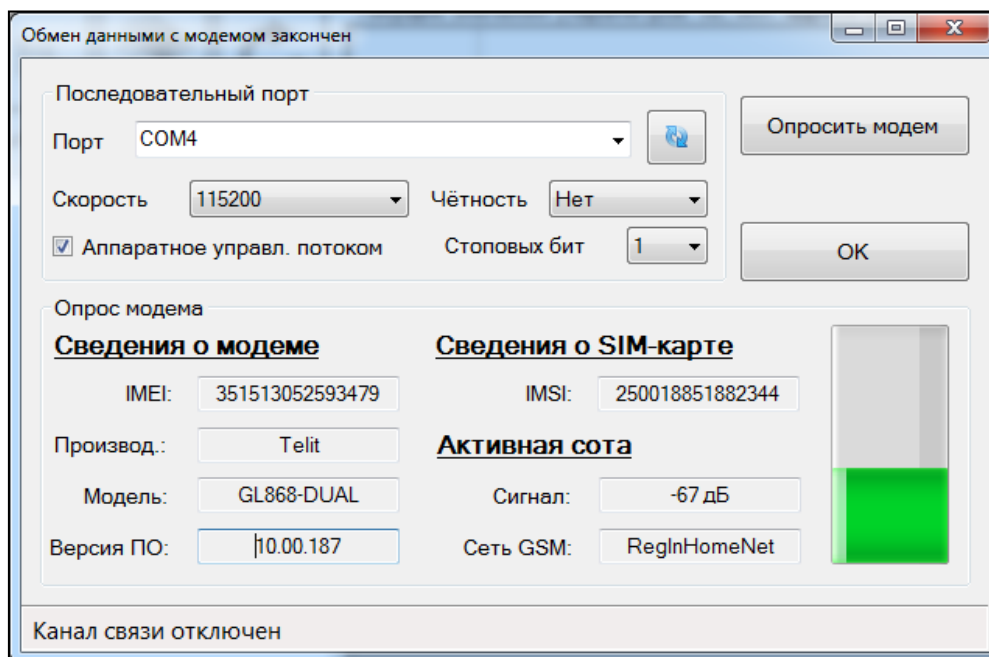 Обмен данными с модемом закончен
Последовательный порт
Порт COM4
Опросить модем
Скорость 115200 Чётность Нет
Аппаратное управл. потоком Стоповых бит 1
OK
Опрос модема
Сведения о модеме Сведения о SIM-карте
IMEI: 351513052593479 IMSI: 250018851882344
Производ.: Telit Активная сота
Модель: GL868-DUAL Сигнал: -67 дБ
Версия ПО: 10.00.187 Сеть GSM: RegInHomeNet
Канал связи отключен